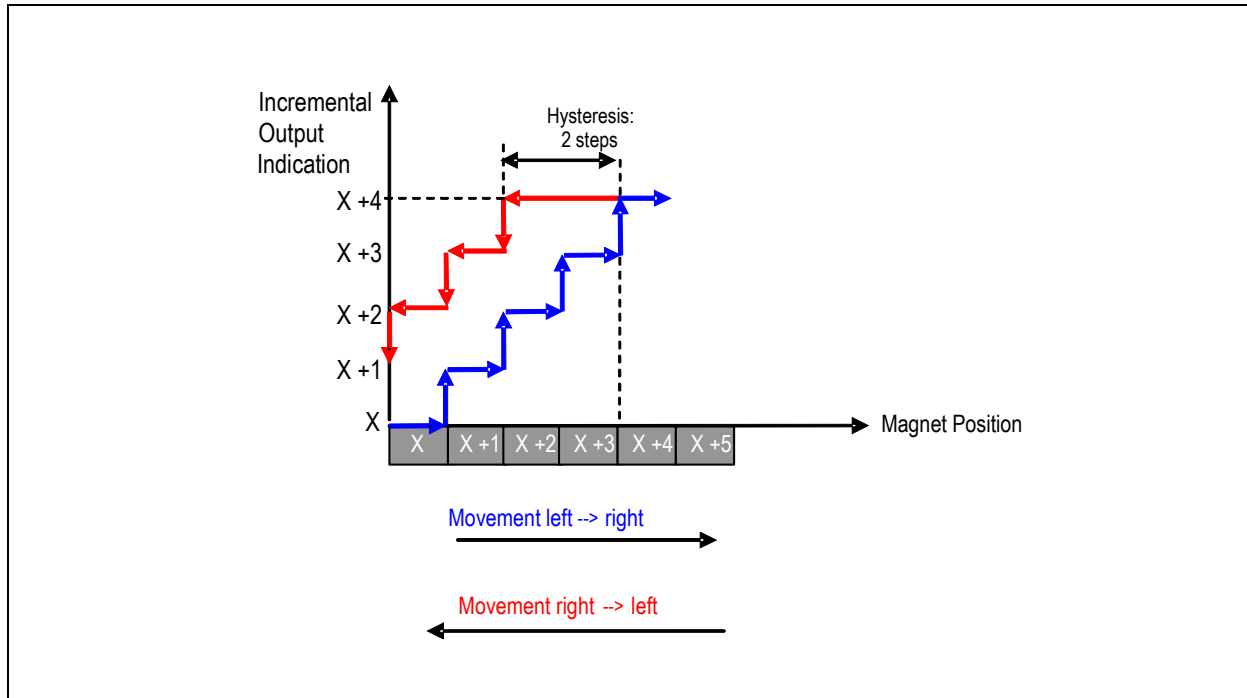 Incremental
Output
Indication
Hysteresis:
2 steps
X +4
X +3
X +2
X +1
X
Magnet Position
X
X +1
X +2
X +3
X +4
X +5
Movement left --> right
Movement right --> left